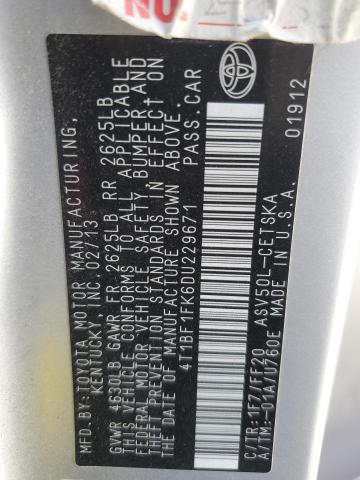 NO.
MFD.BY: TOYOTA MOTOR MANUFACTURING,
KENTUCKY, INC. 02/13
GVWR 4630LB GAWR FR 2625LB RR 2625LB
THIS VEHICLE CONFORMS TO ALL APPLICABLE
FEDERAL MOTOR VEHICLE SAFETY, BUMPER AND
THEFT PREVENTION STANDARDS IN EFFECT ON
THE DATE OF MANUFACTURE SHOWN ABOVE.
4T1BF1FK6DU229671 PASS.CAR
C/TR: 1F7/FF20 ASV50L-CETSKA
A/TM:-01A/U760E MADE IN U.S.A.
01912
TOYOTA